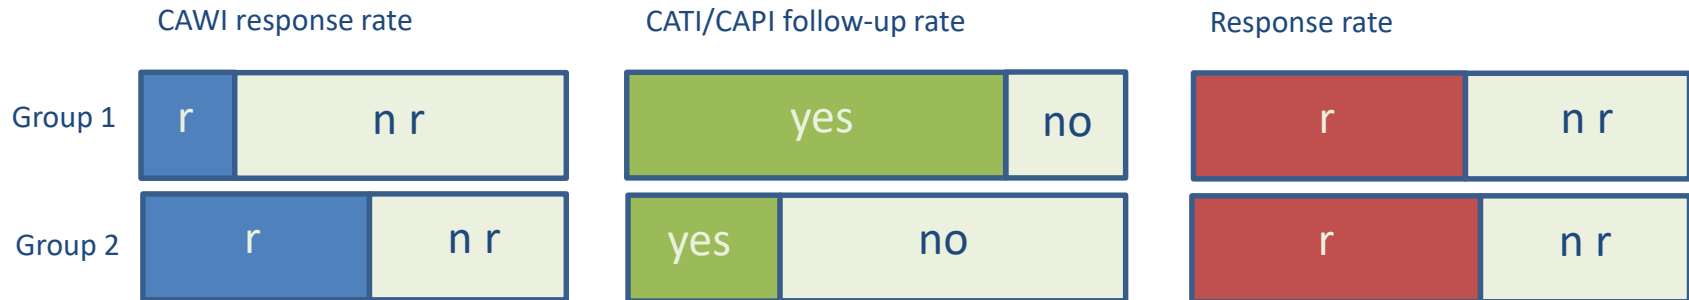 CAWI response rate CATI/CAPI follow-up rate Response rate
Group 1 r n r yes no r n r
Group 2 r n r yes no r n r